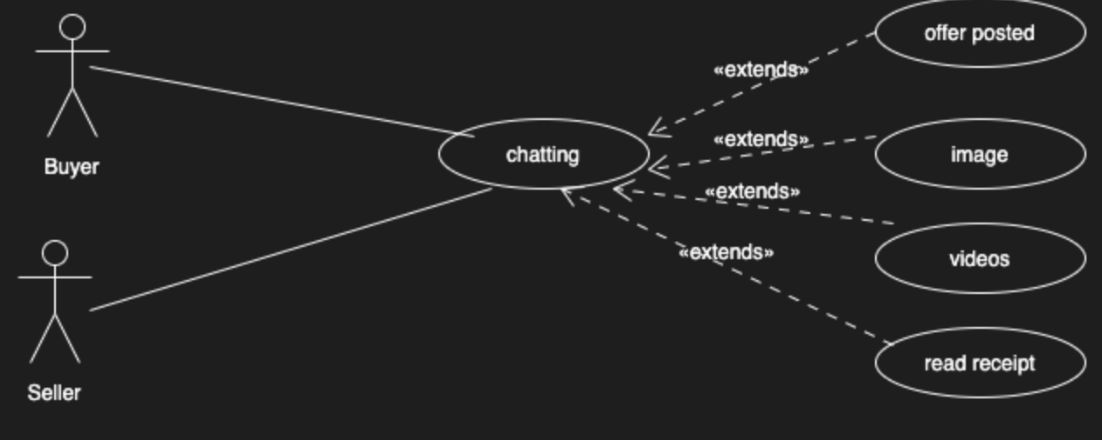 offer posted
«extends»
«extends»
Buyer
chatting
image
«extends»
«extends»
videos
Seller
read receipt